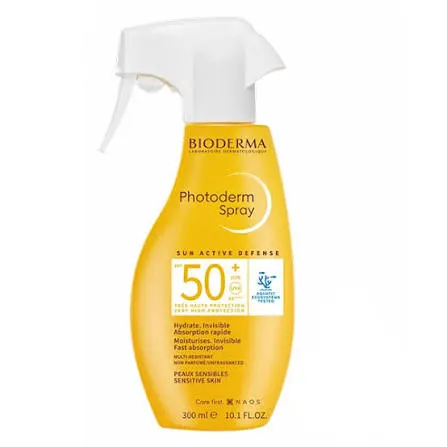 BIODERMA
LABORATOIRE DERMATOLOGIQUE
Photoderm
Spray
SUN ACTIVE DEFENSE
SPF 50+
UVA
TRÈS HAUTE PROTECTION
VERY HIGH PROTECTION
AQUATIC
ECOSYSTEMS
TESTED
Hydrate. Invisible
Absorption rapide
Moisturises. Invisible
Fast absorption
MULTI-RESISTANT
NON PARFUMÉ/UNFRAGRANCED
PEAUX SENSIBLES
SENSITIVE SKIN
Care first. NAOS
300 ml e 10.1 FL.OZ.